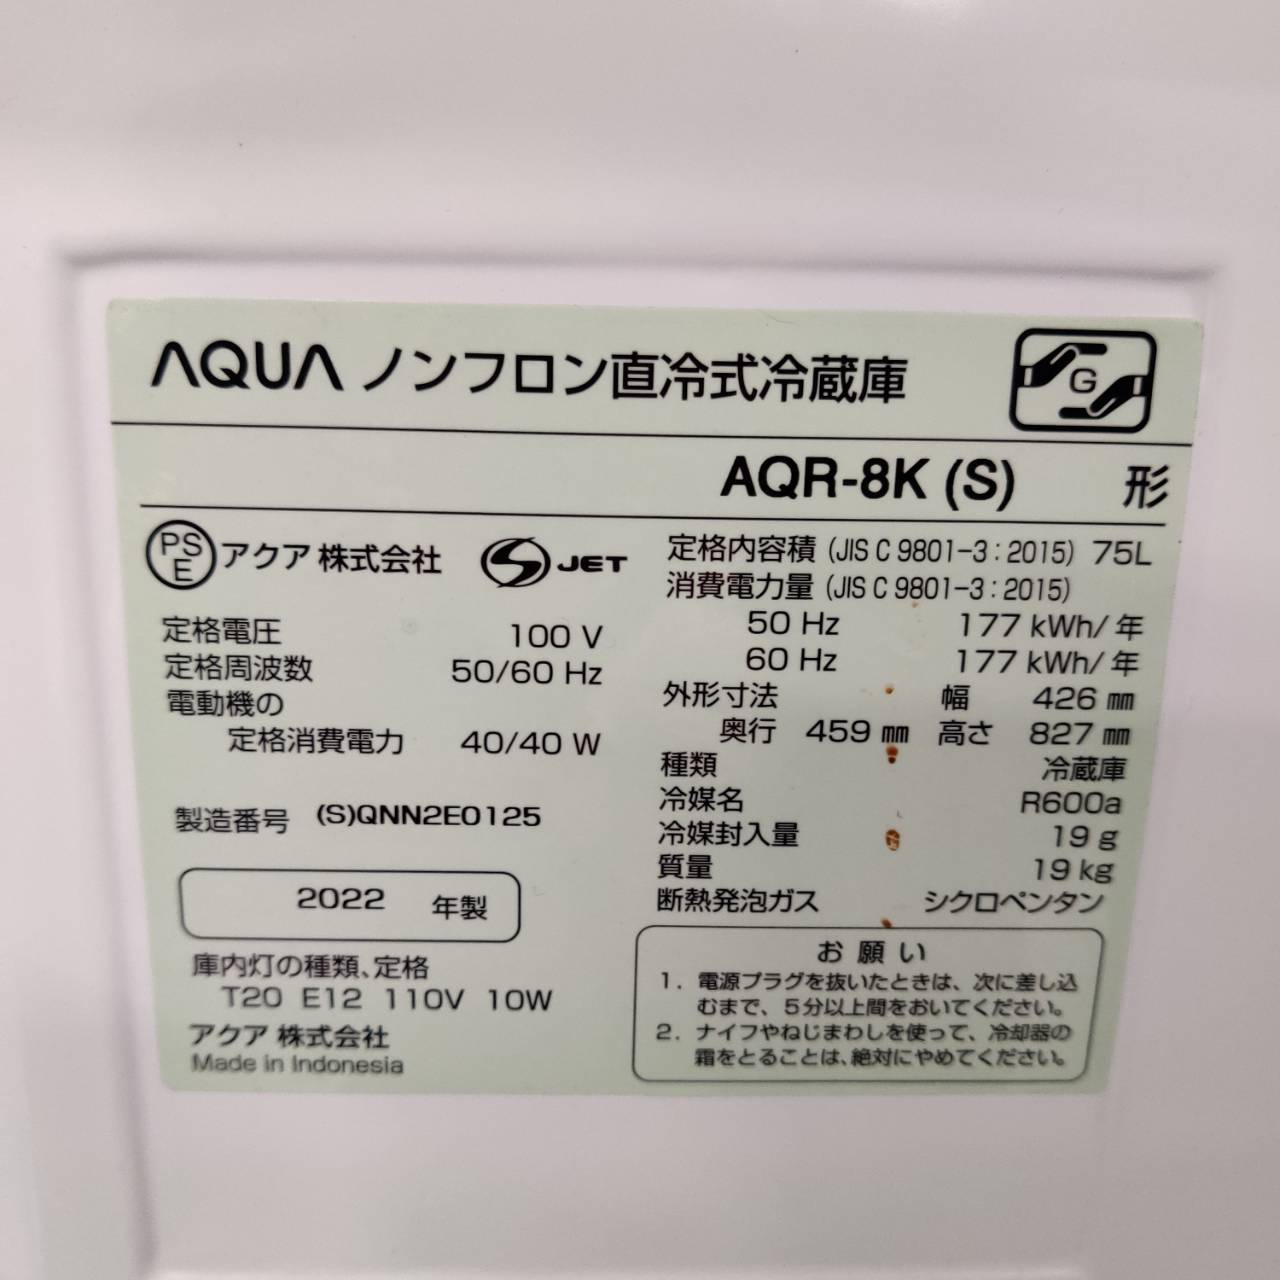 AQUA ノンフロン直冷式冷蔵庫
G
AQR-8K (S) 形
PSE アクア 株式会社 S JET
定格電圧 100 V
定格周波数 50/60 Hz
電動機の
定格消費電力 40/40 W
製造番号 (S)QNN2E0125
2022 年製
庫内灯の種類、定格
T20 E12 110V 10W
アクア 株式会社
Made in Indonesia
定格内容積 (JIS C 9801-3 : 2015) 75L
消費電力量 (JIS C 9801-3 : 2015)
50 Hz 177 kWh/年
60 Hz 177 kWh/年
外形寸法 幅 426 mm
奥行 459 mm 高さ 827 mm
種類 冷蔵庫
冷媒名 R600a
冷媒封入量 19 g
質量 19 kg
断熱発泡ガス シクロペンタン
お願い
1. 電源プラグを抜いたときは、次に差し込
むまで、5分以上間をおいてください。
2. ナイフやねじまわしを使って、冷却器の
霜をとることは、絶対にやめてください。